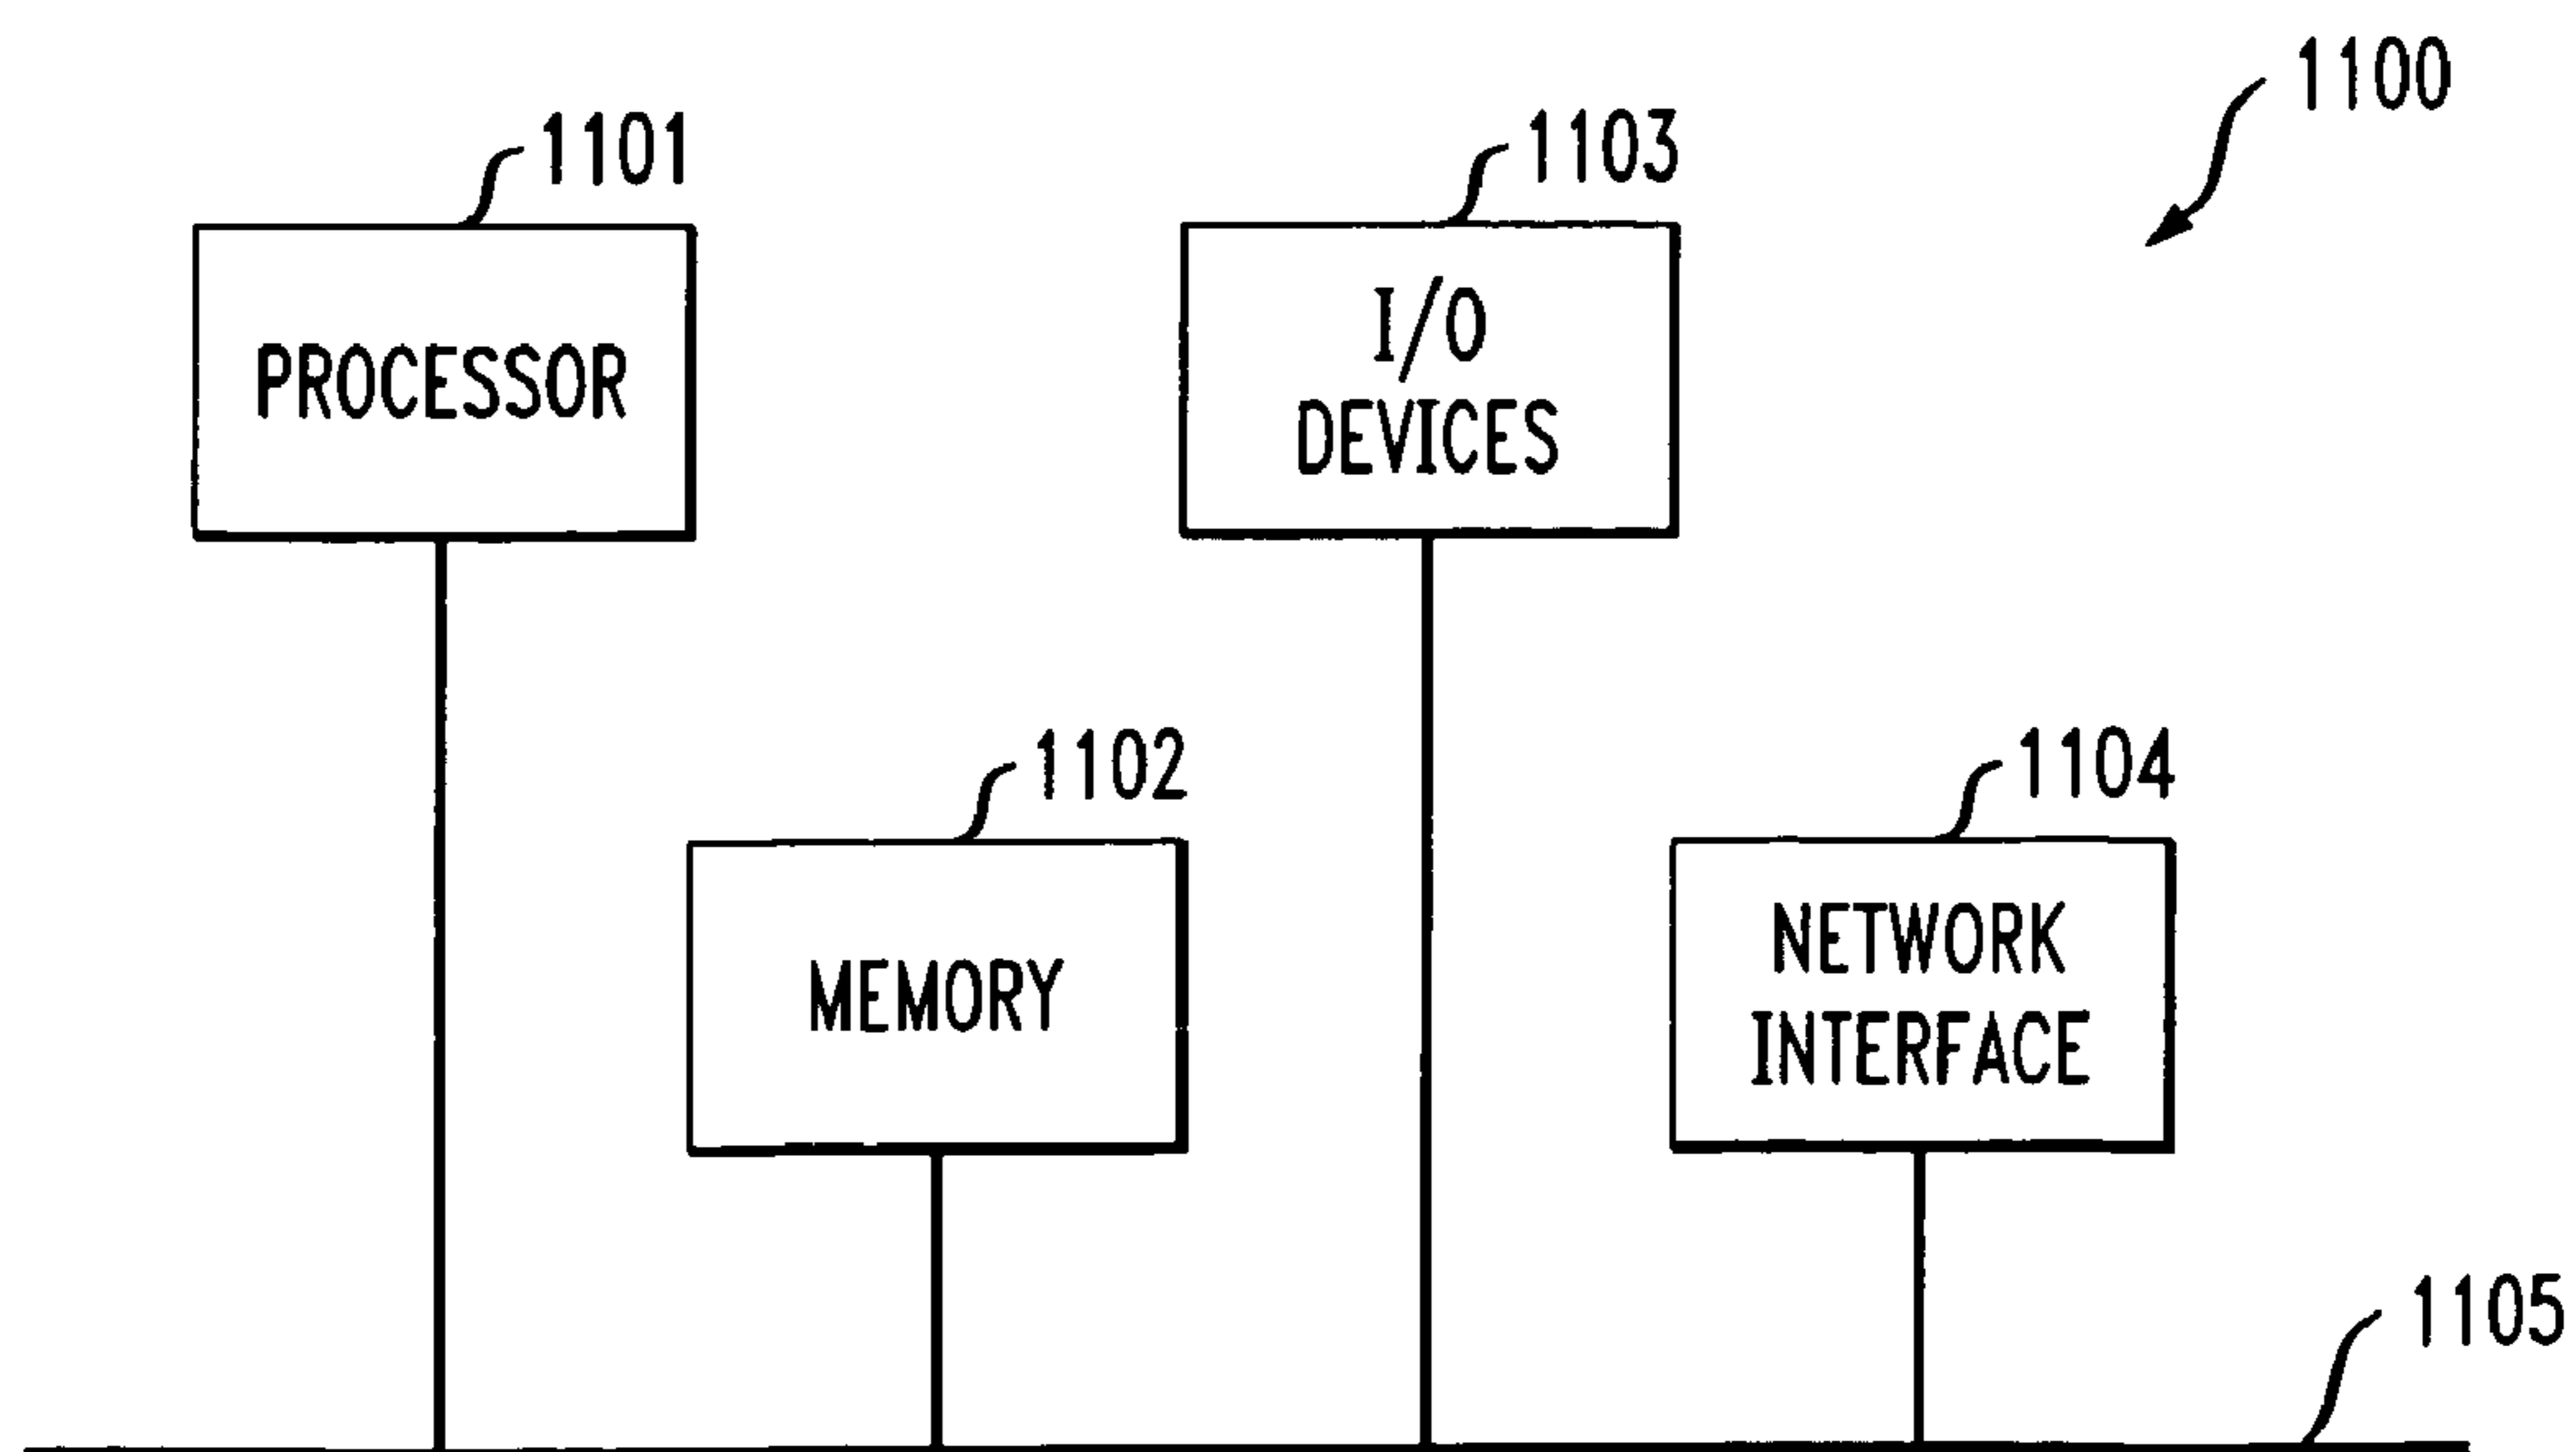 1100
1101
PROCESSOR
1103
I/O
DEVICES
1102
MEMORY
1104
NETWORK
INTERFACE
1105